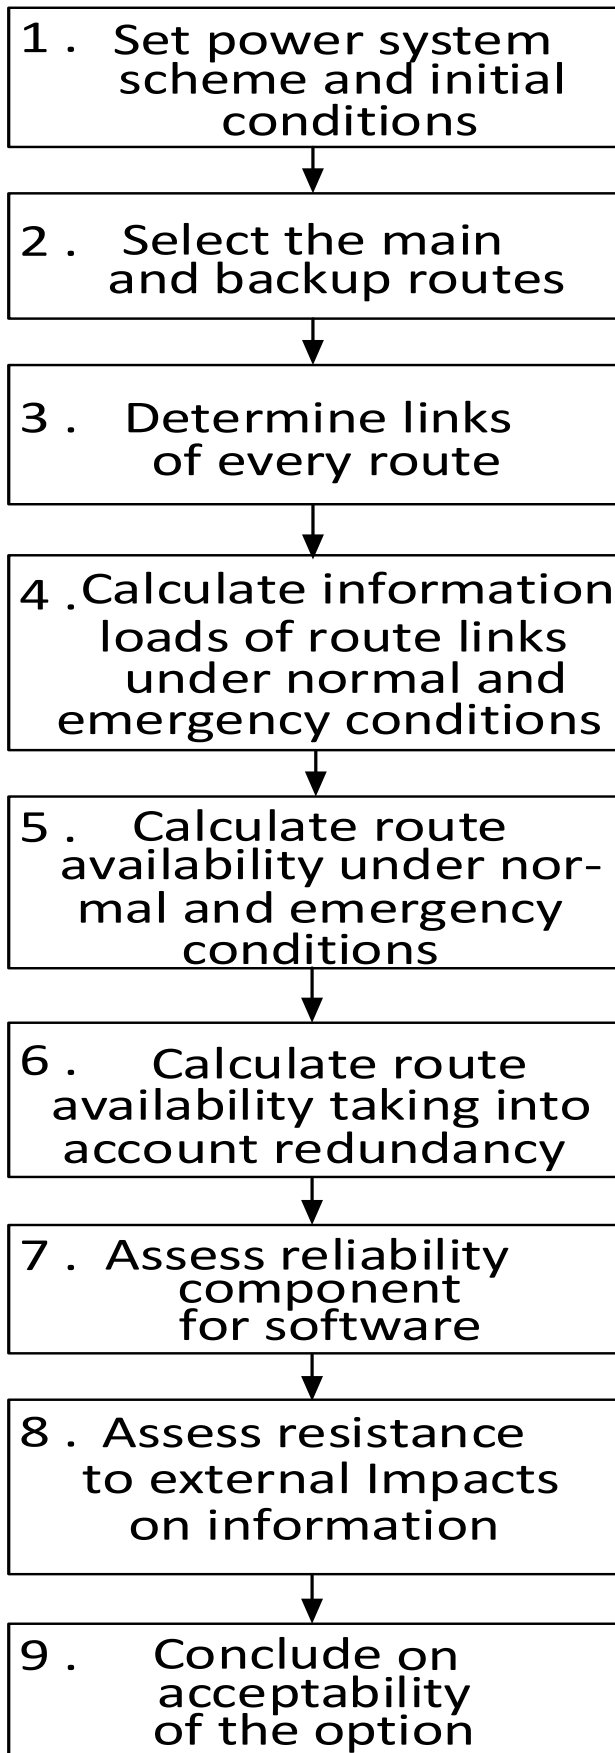 1 . Set power system
scheme and initial
conditions
2 . Select the main
and backup routes
3 . Determine links
of every route
4 . Calculate information
loads of route links
under normal and
emergency conditions
5 . Calculate route
availability under nor-
mal and emergency
conditions
6 . Calculate route
availability taking into
account redundancy
7 . Assess reliability
component
for software
8 . Assess resistance
to external Impacts
on information
9 . Conclude on
acceptability
of the option